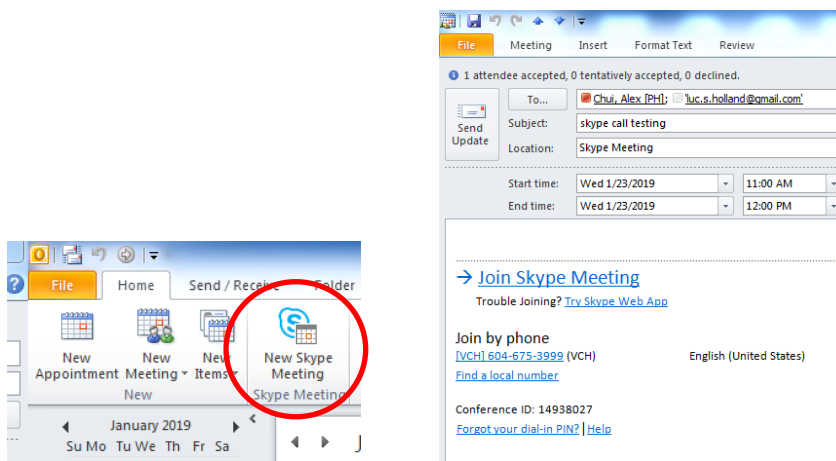 File Home Send / Receive Folder
New Appointment
New Meeting
New Items
New Skype Meeting
New
Skype Meeting
January 2019
Su Mo Tu We Th Fr Sa
File Meeting Insert Format Text Review
1 attendee accepted, 0 tentatively accepted, 0 declined.
Send Update
To... Chui, Alex [PH]; 'luc.s.holland@gmail.com'
Subject: skype call testing
Location: Skype Meeting
Start time: Wed 1/23/2019 11:00 AM
End time: Wed 1/23/2019 12:00 PM
→ Join Skype Meeting
Trouble Joining? Try Skype Web App
Join by phone
[VCH] 604-675-3999 (VCH) English (United States)
Find a local number
Conference ID: 14938027
Forgot your dial-in PIN? | Help